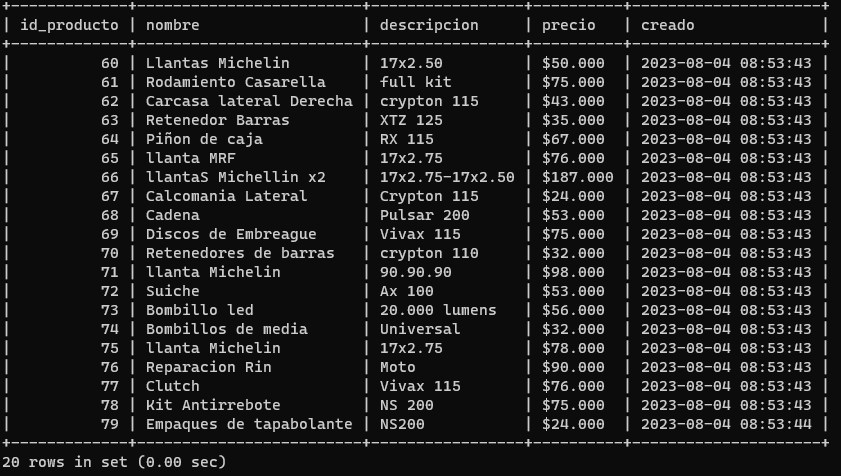 +-------------+-------------------------+-----------------+----------+---------------------+
| id_producto | nombre                  | descripcion     | precio   | creado              |
+-------------+-------------------------+-----------------+----------+---------------------+
|          60 | Llantas Michelin        | 17x2.50         | $50.000  | 2023-08-04 08:53:43 |
|          61 | Rodamiento Casarella    | full kit        | $75.000  | 2023-08-04 08:53:43 |
|          62 | Carcasa lateral Derecha | crypton 115     | $43.000  | 2023-08-04 08:53:43 |
|          63 | Retenedor Barras        | XTZ 125         | $35.000  | 2023-08-04 08:53:43 |
|          64 | Piñon de caja           | RX 115          | $67.000  | 2023-08-04 08:53:43 |
|          65 | llanta MRF              | 17x2.75         | $76.000  | 2023-08-04 08:53:43 |
|          66 | llantaS Michellin x2    | 17x2.75-17x2.50 | $187.000 | 2023-08-04 08:53:43 |
|          67 | Calcomania Lateral      | Crypton 115     | $24.000  | 2023-08-04 08:53:43 |
|          68 | Cadena                  | Pulsar 200      | $53.000  | 2023-08-04 08:53:43 |
|          69 | Discos de Embreague     | Vivax 115       | $75.000  | 2023-08-04 08:53:43 |
|          70 | Retenedores de barras   | crypton 110     | $32.000  | 2023-08-04 08:53:43 |
|          71 | llanta Michelin         | 90.90.90        | $98.000  | 2023-08-04 08:53:43 |
|          72 | Suiche                  | Ax 100          | $53.000  | 2023-08-04 08:53:43 |
|          73 | Bombillo led            | 20.000 lumens   | $56.000  | 2023-08-04 08:53:43 |
|          74 | Bombillos de media      | Universal       | $32.000  | 2023-08-04 08:53:43 |
|          75 | llanta Michelin         | 17x2.75         | $78.000  | 2023-08-04 08:53:43 |
|          76 | Reparacion Rin          | Moto            | $90.000  | 2023-08-04 08:53:43 |
|          77 | Clutch                  | Vivax 115       | $76.000  | 2023-08-04 08:53:43 |
|          78 | Kit Antirrebote         | NS 200          | $75.000  | 2023-08-04 08:53:43 |
|          79 | Empaques de tapabolante | NS200           | $24.000  | 2023-08-04 08:53:44 |
+-------------+-------------------------+-----------------+----------+---------------------+
20 rows in set (0.00 sec)